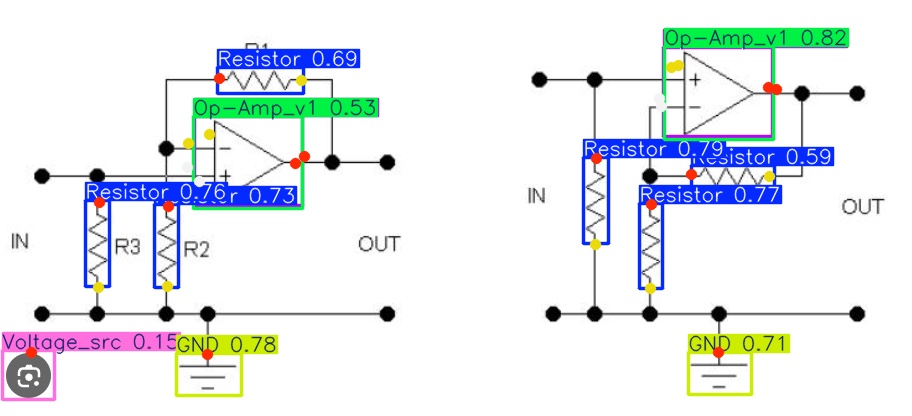 Op-Amp_v1 0.82
Resistor 0.69
Op-Amp_v1 0.53
Resistor 0.79
Resistor 0.59
Resistor 0.76
0.73
Resistor 0.77
IN
R3
R2
OUT
IN
OUT
Voltage_src 0.15
GND 0.78
GND 0.71